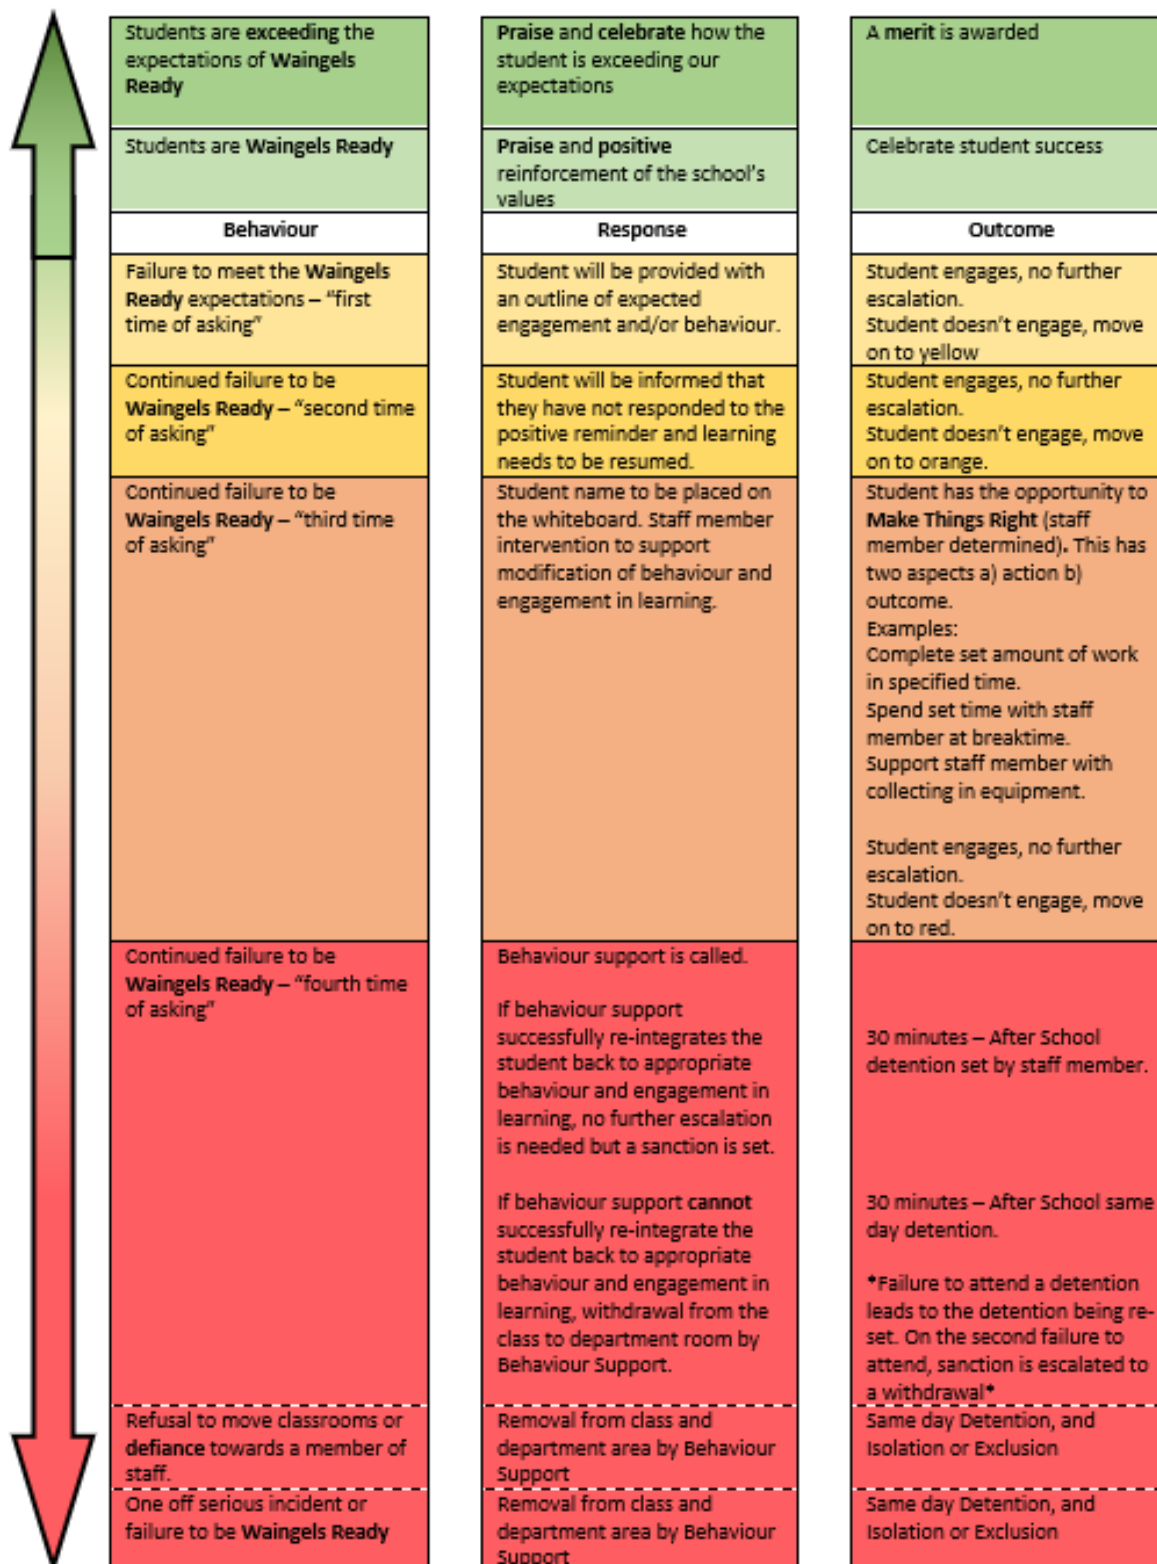 Students are exceeding the
expectations of Waingels
Ready
Praise and celebrate how the
student is exceeding our
expectations
A merit is awarded
Students are Waingels Ready
Praise and positive
reinforcement of the school's
values
Celebrate student success
Behaviour
Response
Outcome
Failure to meet the Waingels
Ready expectations – "first
time of asking"
Student will be provided with
an outline of expected
engagement and/or behaviour.
Student engages, no further
escalation.
Student doesn't engage, move
on to yellow
Continued failure to be
Waingels Ready – "second time
of asking"
Student will be informed that
they have not responded to the
positive reminder and learning
needs to be resumed.
Student engages, no further
escalation.
Student doesn't engage, move
on to orange.
Continued failure to be
Waingels Ready – "third time
of asking"
Student name to be placed on
the whiteboard. Staff member
intervention to support
modification of behaviour and
engagement in learning.
Student has the opportunity to
Make Things Right (staff
member determined). This has
two aspects a) action b)
outcome.
Examples:
Complete set amount of work
in specified time.
Spend set time with staff
member at breaktime.
Support staff member with
collecting in equipment.
Student engages, no further
escalation.
Student doesn't engage, move
on to red.
Continued failure to be
Waingels Ready – "fourth time
of asking"
Behaviour support is called.
If behaviour support
successfully re-integrates the
student back to appropriate
behaviour and engagement in
learning, no further escalation
is needed but a sanction is set.
If behaviour support cannot
successfully re-integrate the
student back to appropriate
behaviour and engagement in
learning, withdrawal from the
class to department room by
Behaviour Support.
30 minutes – After School
detention set by staff member.
30 minutes – After School same
day detention.
*Failure to attend a detention
leads to the detention being re-
set. On the second failure to
attend, sanction is escalated to
a withdrawal*
Refusal to move classrooms or
defiance towards a member of
staff.
Removal from class and
department area by Behaviour
Support
Same day Detention, and
Isolation or Exclusion
One off serious incident or
failure to be Waingels Ready
Removal from class and
department area by Behaviour
Support
Same day Detention, and
Isolation or Exclusion